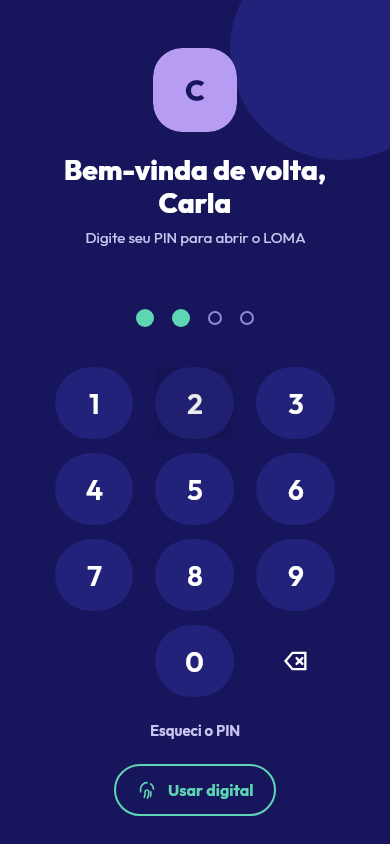 C
Bem-vinda de volta,
Carla
Digite seu PIN para abrir o LOMA
1 2 3
4 5 6
7 8 9
0
Esqueci o PIN
Usar digital